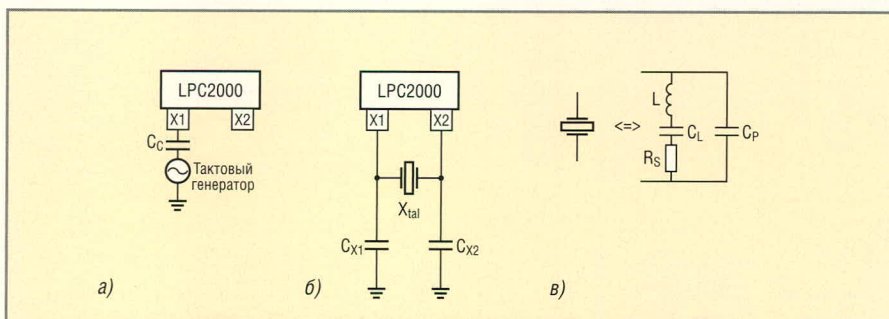 LPC2000
X1 X2
C_C
Тактовый
генератор
а)
LPC2000
X1 X2
X_tal
C_X1 C_X2
б)
<=>
L
C_L
R_S
C_P
в)